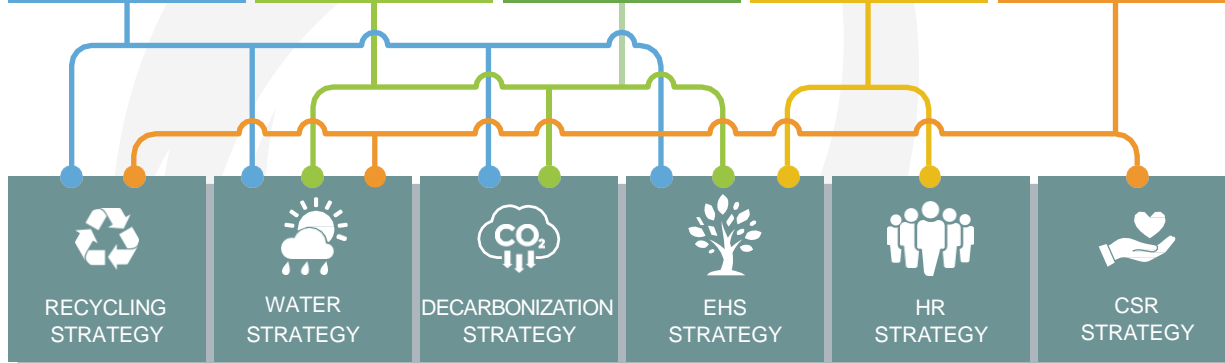 CO₂
RECYCLING
STRATEGY
WATER
STRATEGY
DECARBONIZATION
STRATEGY
EHS
STRATEGY
HR
STRATEGY
CSR
STRATEGY